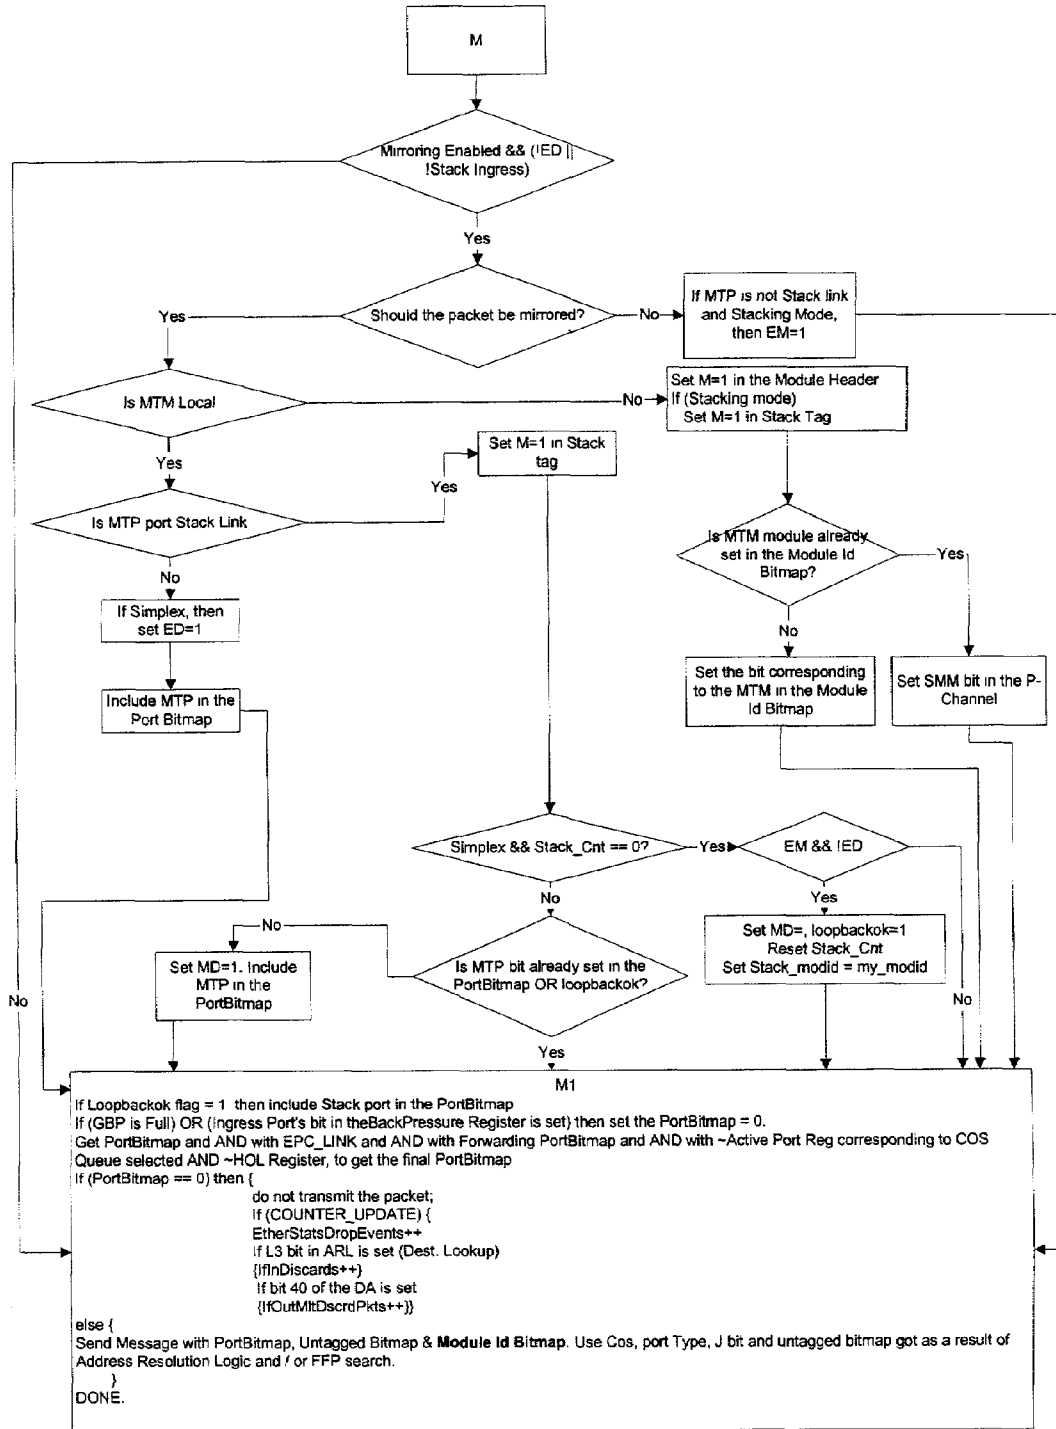 M
Mirroring Enabled && (!ED ||
!Stack Ingress)
Yes
Should the packet be mirrored?
Yes
No
If MTP is not Stack link
and Stacking Mode,
then EM=1
Is MTM Local
No
Set M=1 in the Module Header
If (Stacking mode)
Set M=1 in Stack Tag
Yes
Set M=1 in Stack
tag
Yes
Is MTP port Stack Link
Is MTM module already
set in the Module Id
Bitmap?
Yes
No
No
If Simplex, then
set ED=1
Include MTP in the
Port Bitmap
Set the bit corresponding
to the MTM in the Module
Id Bitmap
Set SMM bit in the P-
Channel
Simplex && Stack_Cnt == 0?
Yes
EM && !ED
No
Yes
No
Set MD=1. Include
MTP in the
PortBitmap
Is MTP bit already set in the
PortBitmap OR loopbackok?
Set MD=, loopbackok=1
Reset Stack_Cnt
Set Stack_modid = my_modid
No
No
Yes
M1
If Loopbackok flag = 1 then include Stack port in the PortBitmap
If (GBP is Full) OR (Ingress Port's bit in theBackPressure Register is set) then set the PortBitmap = 0.
Get PortBitmap and AND with EPC_LINK and AND with Forwarding PortBitmap and AND with ~Active Port Reg corresponding to COS
Queue selected AND ~HOL Register, to get the final PortBitmap
If (PortBitmap == 0) then {
do not transmit the packet;
If (COUNTER_UPDATE) {
EtherStatsDropEvents++
If L3 bit in ARL is set (Dest. Lookup)
{IfInDiscards++}
If bit 40 of the DA is set
{IfOutMltDscrdPkts++}}
else {
Send Message with PortBitmap, Untagged Bitmap & Module Id Bitmap. Use Cos, port Type, J bit and untagged bitmap got as a result of
Address Resolution Logic and / or FFP search.
}
DONE.